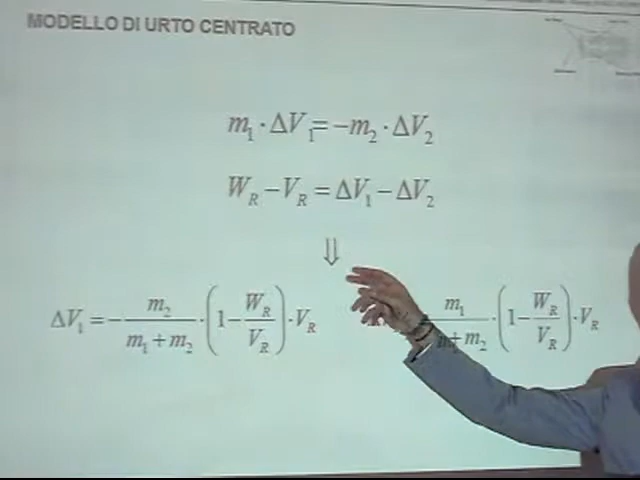 MODELLO DI URTO CENTRATO
m₁ · ΔV₁ = −m₂ · ΔV₂
W_R − V_R = ΔV₁ − ΔV₂
⇓
ΔV₁ = − m₂ / (m₁ + m₂) · (1 − W_R / V_R) · V_R
m₁ / (m₁ + m₂) · (1 − W_R / V_R) · V_R